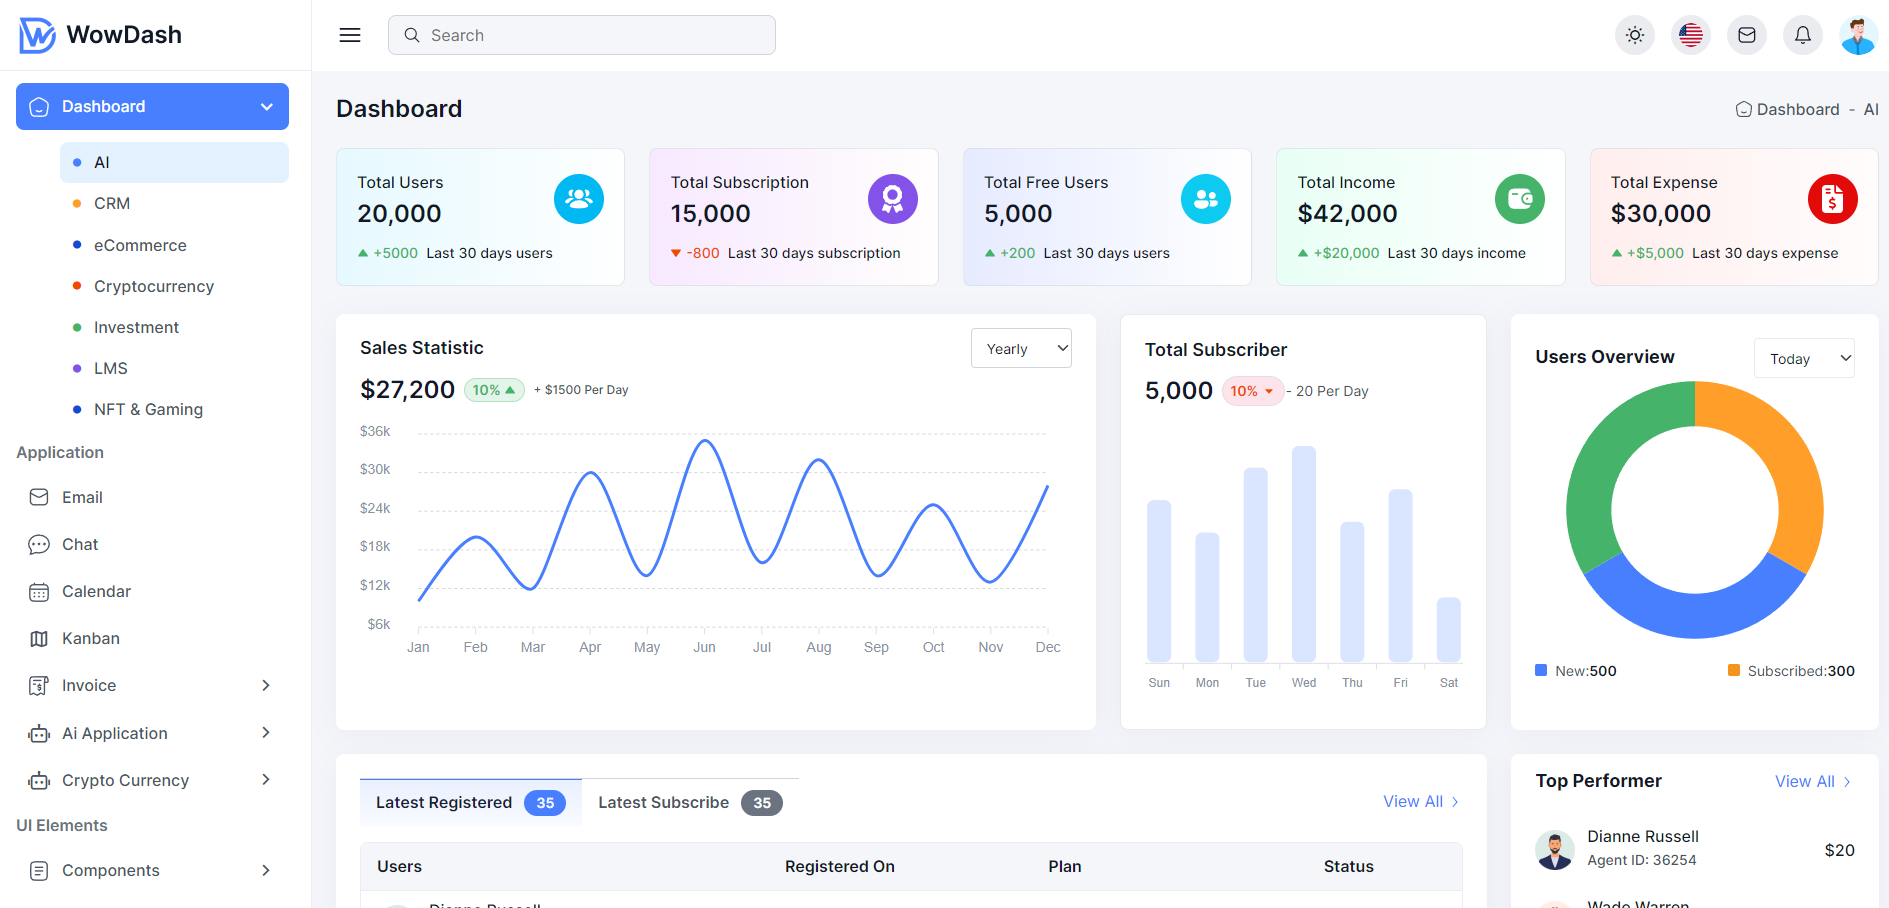 WowDash
Search
Dashboard
AI
CRM
eCommerce
Cryptocurrency
Investment
LMS
NFT & Gaming
Application
Email
Chat
Calendar
Kanban
Invoice
Ai Application
Crypto Currency
UI Elements
Components
Dashboard
Dashboard - AI
Total Users
20,000
+5000 Last 30 days users
Total Subscription
15,000
-800 Last 30 days subscription
Total Free Users
5,000
+200 Last 30 days users
Total Income
$42,000
+$20,000 Last 30 days income
Total Expense
$30,000
+$5,000 Last 30 days expense
Sales Statistic
Yearly
$27,200 10% + $1500 Per Day
$36k
$30k
$24k
$18k
$12k
$6k
Jan Feb Mar Apr May Jun Jul Aug Sep Oct Nov Dec
Total Subscriber
5,000 10% - 20 Per Day
Sun Mon Tue Wed Thu Fri Sat
Users Overview
Today
New:500 Subscribed:300
Latest Registered 35 Latest Subscribe 35
View All
Users Registered On Plan Status
Dianne Russell
Top Performer
View All
Dianne Russell
Agent ID: 36254
$20
Wade Warren